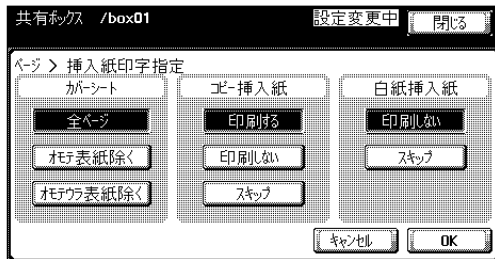 共有ボックス /box01 設定変更中 閉じる
ページ > 挿入紙印字指定
カバーシート コピー挿入紙 白紙挿入紙
全ページ 印刷する 印刷しない
オモテ表紙除く 印刷しない スキップ
オモテウラ表紙除く スキップ
キャンセル OK